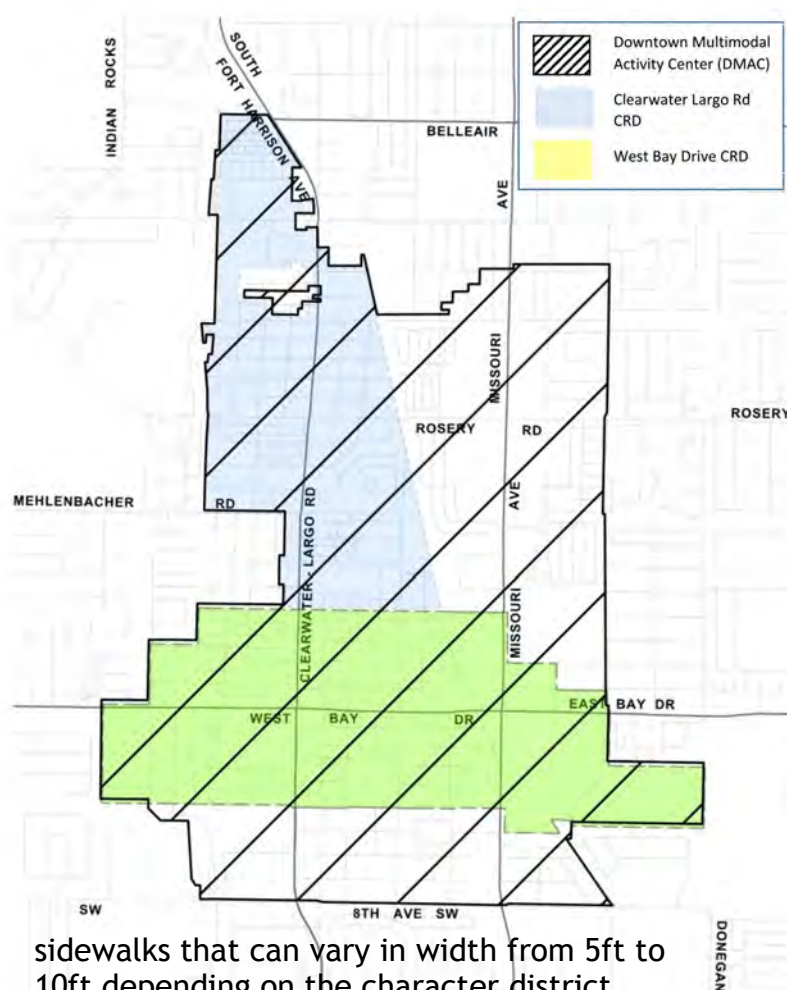 INDIAN ROCKS
SOUTH
FORT HARRISON AVE
BELLEAIR
AVE
Downtown Multimodal
Activity Center (DMAC)
Clearwater Largo Rd
CRD
West Bay Drive CRD
MISSOURI
ROSERY RD
ROSERY
MEHLENBACHER RD
AVE
CLEARWATER - LARGO RD
MISSOURI
EAST BAY DR
WEST BAY DR
SW
8TH AVE SW
DONEGAN
sidewalks that can vary in width from 5ft to
10ft depending on the character district